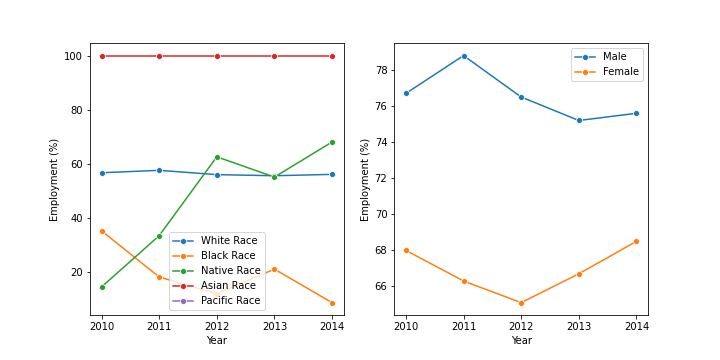 100
80
60
40
20
Employment (%)
White Race
Black Race
Native Race
Asian Race
Pacific Race
2010 2011 2012 2013 2014
Year
78
76
74
72
70
68
66
Employment (%)
Male
Female
2010 2011 2012 2013 2014
Year